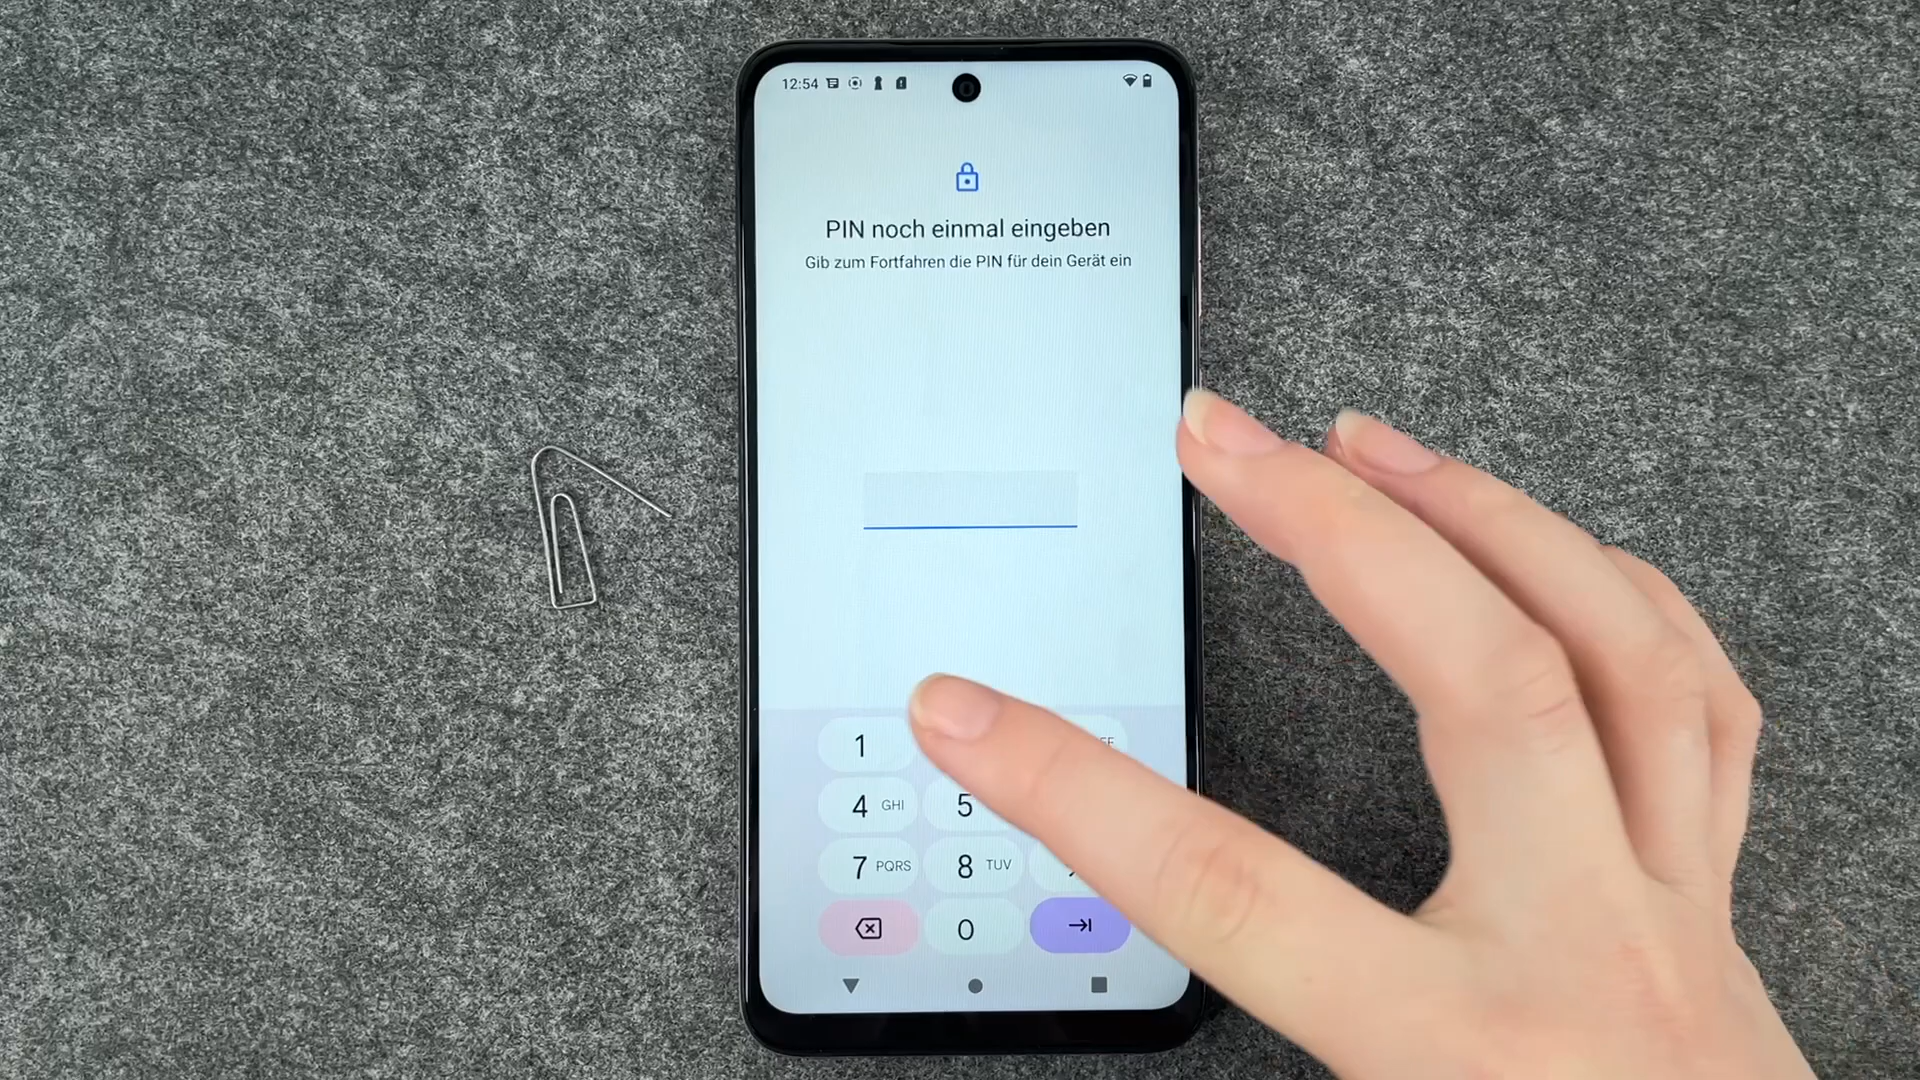 12:54
PIN noch einmal eingeben
Gib zum Fortfahren die PIN für dein Gerät ein
1
4 GHI 5
7 PQRS 8 TUV
0